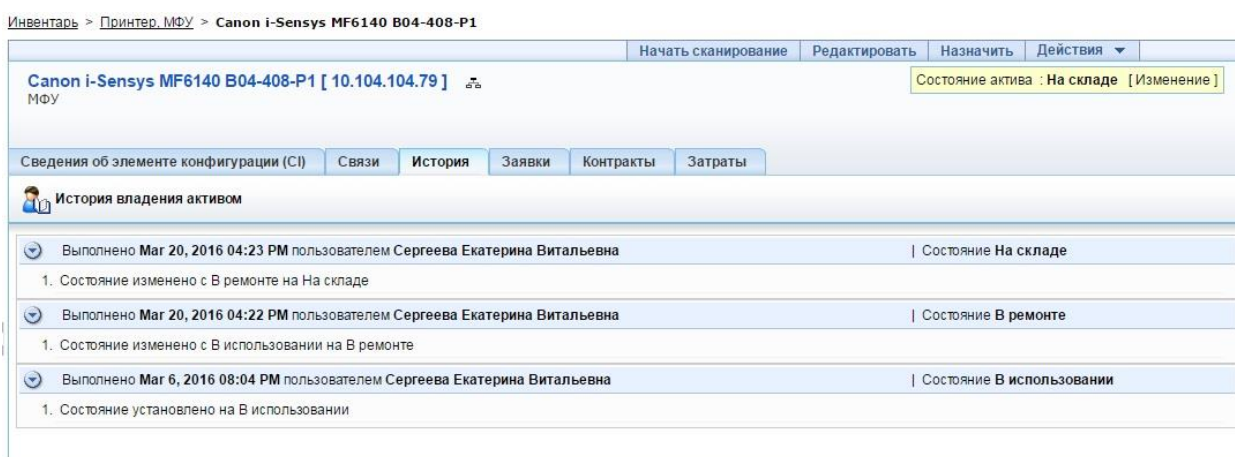 Инвентарь > Принтер, МФУ > Canon i-Sensys MF6140 B04-408-P1
Начать сканирование Редактировать Назначить Действия
Canon i-Sensys MF6140 B04-408-P1 [ 10.104.104.79 ]
МФУ
Состояние актива : На складе [ Изменение ]
Сведения об элементе конфигурации (CI) Связи История Заявки Контракты Затраты
История владения активом
Выполнено Mar 20, 2016 04:23 PM пользователем Сергеева Екатерина Витальевна | Состояние На складе
1. Состояние изменено с В ремонте на На складе
Выполнено Mar 20, 2016 04:22 PM пользователем Сергеева Екатерина Витальевна | Состояние В ремонте
1. Состояние изменено с В использовании на В ремонте
Выполнено Mar 6, 2016 08:04 PM пользователем Сергеева Екатерина Витальевна | Состояние В использовании
1. Состояние установлено на В использовании